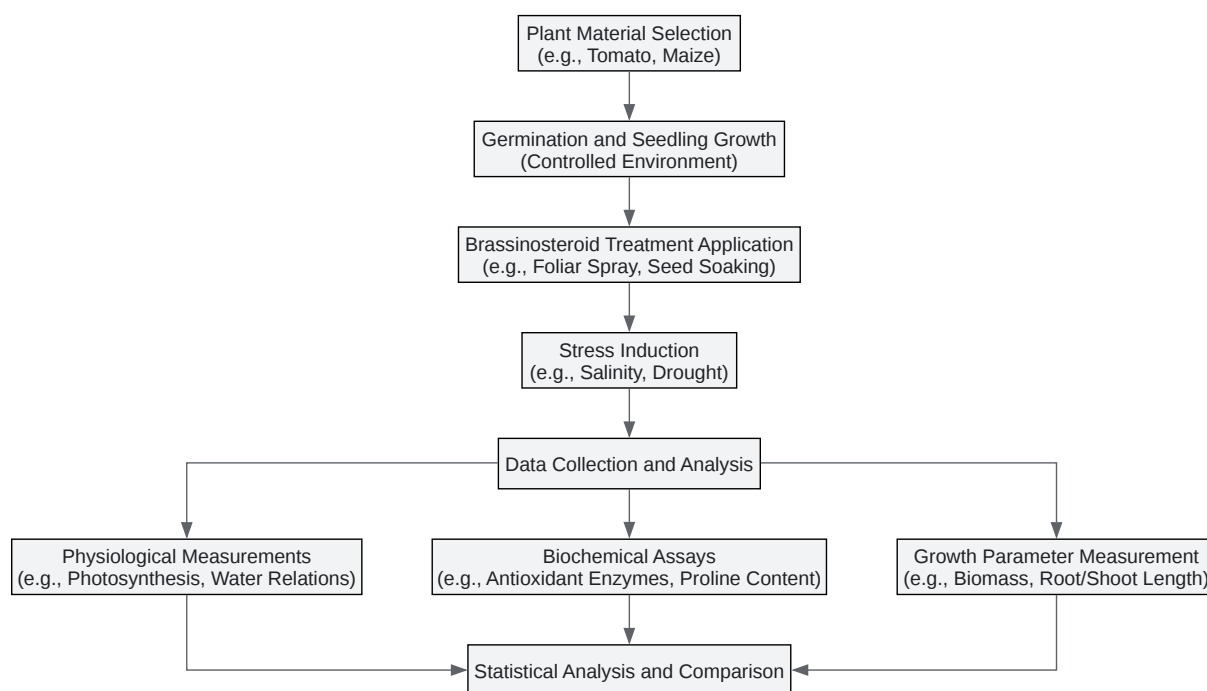 Plant Material Selection
(e.g., Tomato, Maize)
Germination and Seedling Growth
(Controlled Environment)
Brassinosteroid Treatment Application
(e.g., Foliar Spray, Seed Soaking)
Stress Induction
(e.g., Salinity, Drought)
Data Collection and Analysis
Physiological Measurements
(e.g., Photosynthesis, Water Relations)
Biochemical Assays
(e.g., Antioxidant Enzymes, Proline Content)
Growth Parameter Measurement
(e.g., Biomass, Root/Shoot Length)
Statistical Analysis and Comparison